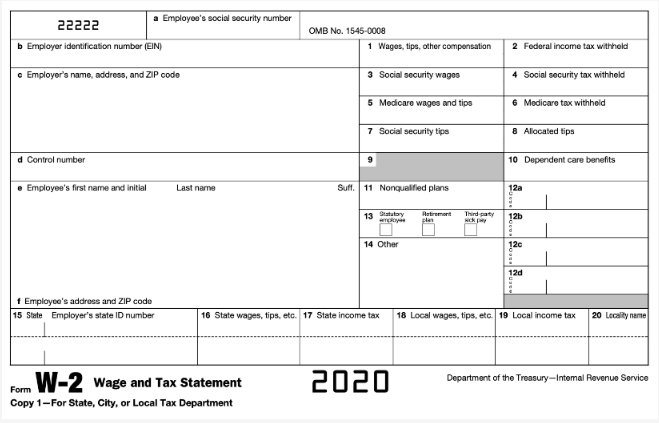 22222
a Employee's social security number
OMB No. 1545-0008
b Employer identification number (EIN)
1 Wages, tips, other compensation
2 Federal income tax withheld
c Employer's name, address, and ZIP code
3 Social security wages
4 Social security tax withheld
5 Medicare wages and tips
6 Medicare tax withheld
7 Social security tips
8 Allocated tips
d Control number
9
10 Dependent care benefits
e Employee's first name and initial
Last name
Suff.
11 Nonqualified plans
12a
Code
13 Statutory employee
Retirement plan
Third-party sick pay
12b
Code
14 Other
12c
Code
12d
Code
f Employee's address and ZIP code
15 State
Employer's state ID number
16 State wages, tips, etc.
17 State income tax
18 Local wages, tips, etc.
19 Local income tax
20 Locality name
Form W-2 Wage and Tax Statement
2020
Department of the Treasury—Internal Revenue Service
Copy 1—For State, City, or Local Tax Department